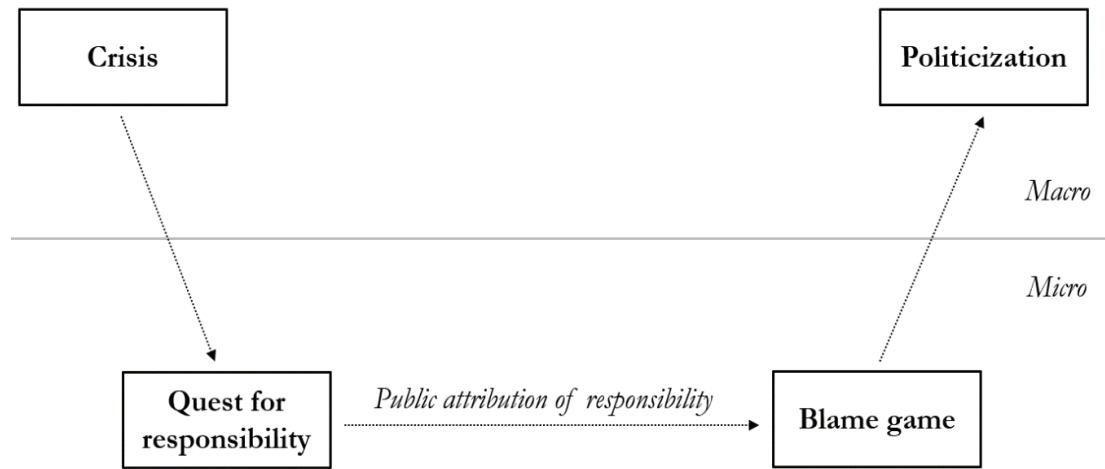 Crisis
Politicization
Macro
Micro
Quest for
responsibility
Public attribution of responsibility
Blame game